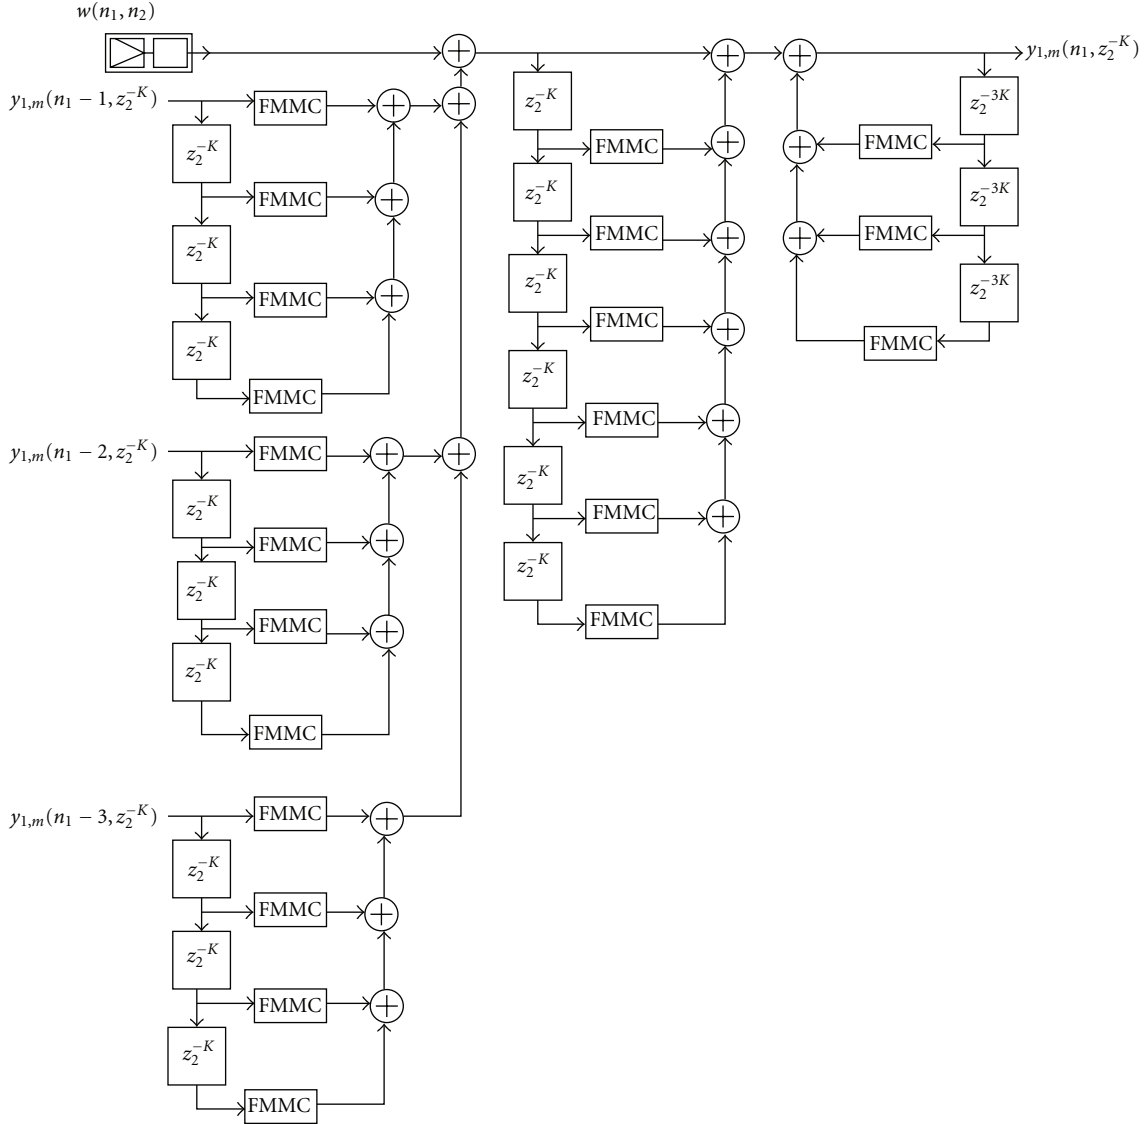 w(n₁, n₂)
y₁,ₘ(n₁ − 1, z₂⁻ᴷ)
FMMC
z₂⁻ᴷ
FMMC
z₂⁻ᴷ
FMMC
z₂⁻ᴷ
FMMC
y₁,ₘ(n₁ − 2, z₂⁻ᴷ)
FMMC
z₂⁻ᴷ
FMMC
z₂⁻ᴷ
FMMC
z₂⁻ᴷ
FMMC
y₁,ₘ(n₁ − 3, z₂⁻ᴷ)
FMMC
z₂⁻ᴷ
FMMC
z₂⁻ᴷ
FMMC
z₂⁻ᴷ
FMMC
z₂⁻ᴷ
FMMC
z₂⁻ᴷ
FMMC
z₂⁻ᴷ
FMMC
z₂⁻ᴷ
FMMC
z₂⁻ᴷ
FMMC
z₂⁻ᴷ
FMMC
y₁,ₘ(n₁, z₂⁻ᴷ)
z₂⁻³ᴷ
FMMC
z₂⁻³ᴷ
FMMC
z₂⁻³ᴷ
FMMC